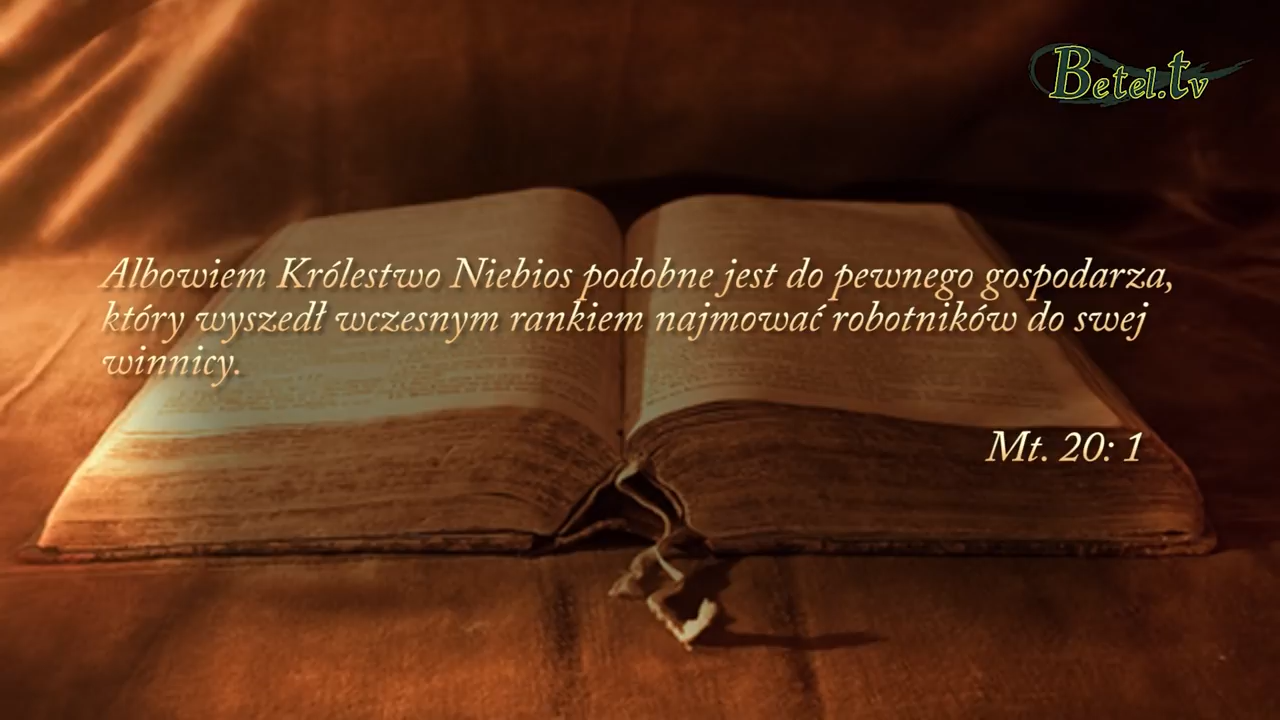 Betel.tv
Albowiem Królestwo Niebios podobne jest do pewnego gospodarza,
który wyszedł wczesnym rankiem najmować robotników do swej
winnicy.
Mt. 20: 1